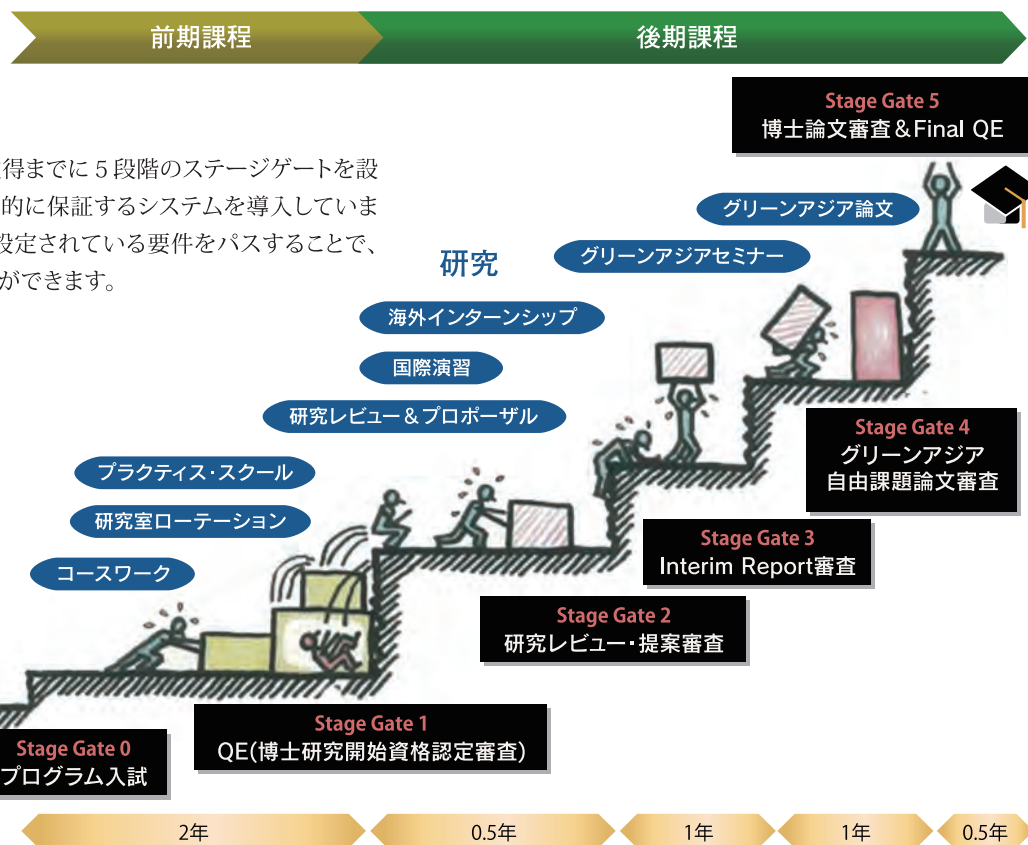 前期課程
後期課程
Stage Gate 5
博士論文審査＆Final QE
得までに5段階のステージゲートを設
的に保証するシステムを導入していま
設定されている要件をパスすることで、
ができます。
グリーンアジア論文
グリーンアジアセミナー
研究
海外インターンシップ
国際演習
研究レビュー＆プロポーザル
プラクティス・スクール
研究室ローテーション
コースワーク
Stage Gate 4
グリーンアジア
自由課題論文審査
Stage Gate 3
Interim Report審査
Stage Gate 2
研究レビュー・提案審査
Stage Gate 1
QE(博士研究開始資格認定審査)
Stage Gate 0
プログラム入試
2年
0.5年
1年
1年
0.5年